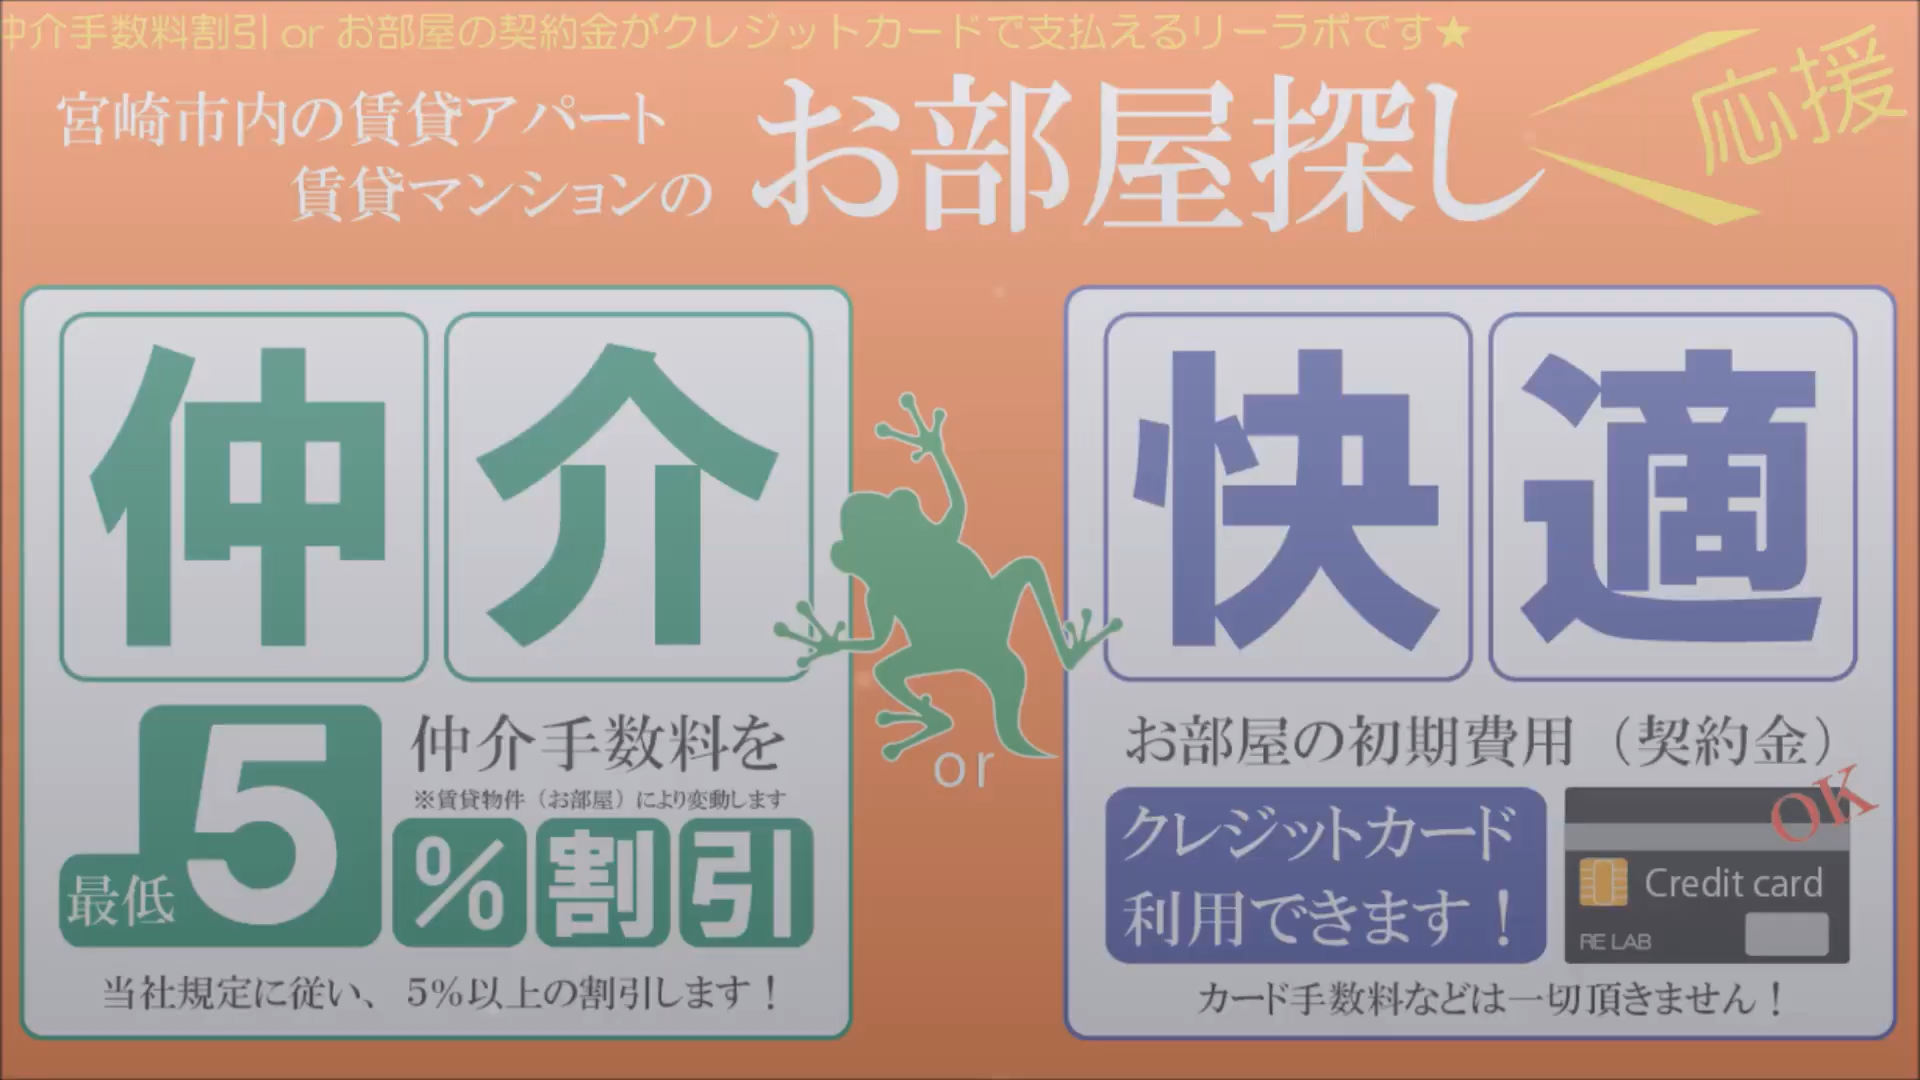 仲介手数料割引 or お部屋の契約金がクレジットカードで支払えるリーラボです★
宮崎市内の賃貸アパート
賃貸マンションの
お部屋探し
応援
仲介
仲介手数料を
※賃貸物件（お部屋）により変動します
最低5%割引
当社規定に従い、5%以上の割引します！
or
快適
お部屋の初期費用（契約金）
クレジットカード
利用できます！
OK
Credit card
RE LAB
カード手数料などは一切頂きません！